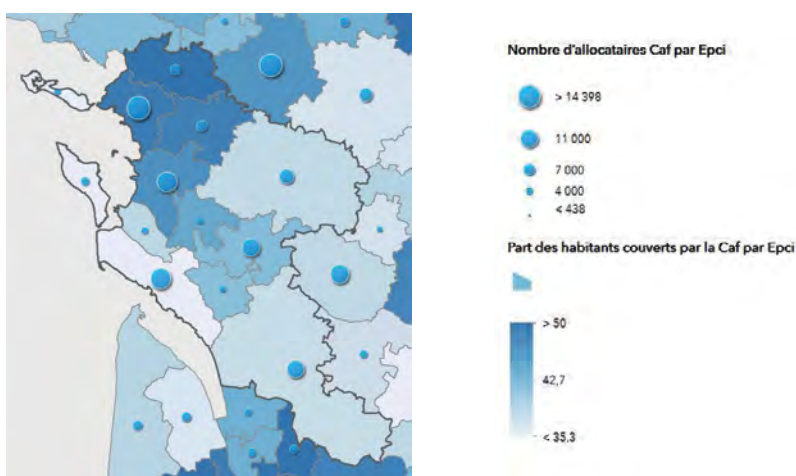 Nombre d'allocataires Caf par Epci
> 14 398
11 000
7 000
4 000
< 438
Part des habitants couverts par la Caf par Epci
> 50
42,7
< 35,3